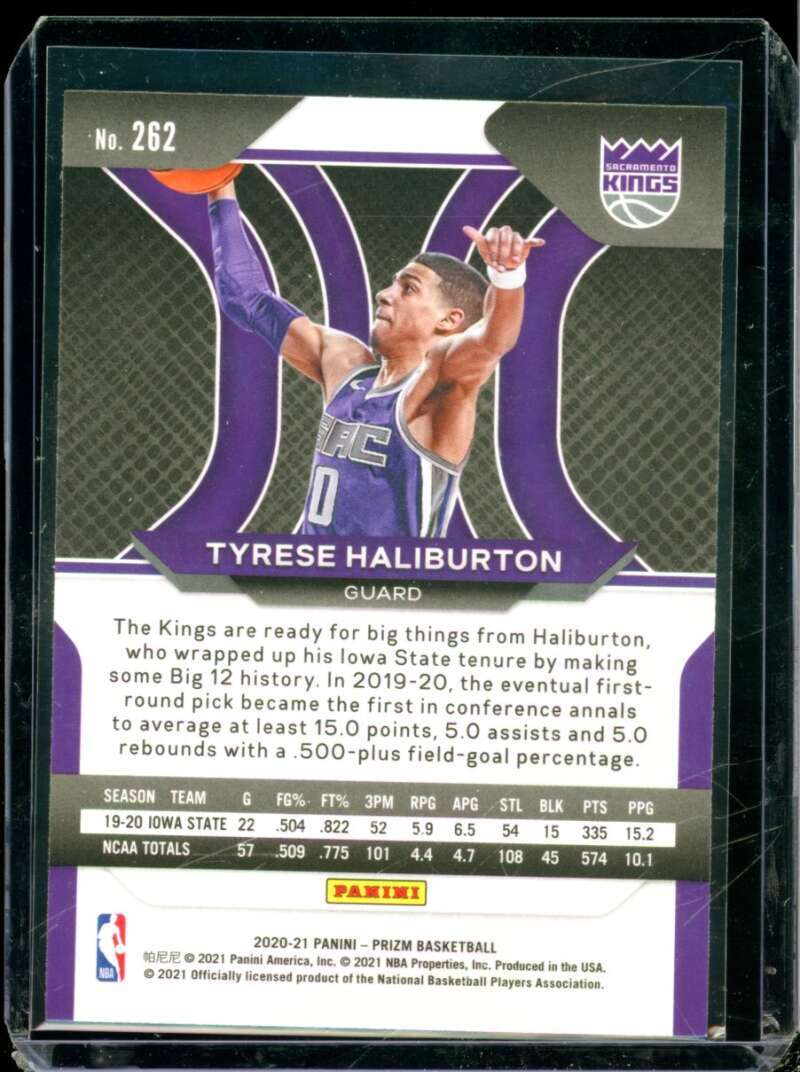 No. 262
SACRAMENTO
KINGS
SAC
0
TYRESE HALIBURTON
GUARD
The Kings are ready for big things from Haliburton,
who wrapped up his Iowa State tenure by making
some Big 12 history. In 2019-20, the eventual first-
round pick became the first in conference annals
to average at least 15.0 points, 5.0 assists and 5.0
rebounds with a .500-plus field-goal percentage.
SEASON TEAM G FG% FT% 3PM RPG APG STL BLK PTS PPG
19-20 IOWA STATE 22 .504 .822 52 5.9 6.5 54 15 335 15.2
NCAA TOTALS 57 .509 .775 101 4.4 4.7 108 45 574 10.1
PANINI
NBA
2020-21 PANINI – PRIZM BASKETBALL
帕尼尼 © 2021 Panini America, Inc. © 2021 NBA Properties, Inc. Produced in the USA.
© 2021 Officially licensed product of the National Basketball Players Association.